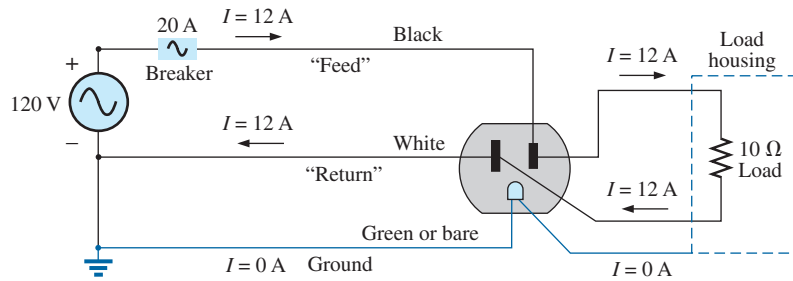 20 A
I = 12 A
Breaker
"Feed"
Black
I = 12 A
Load
housing
+
120 V
–
I = 12 A
White
"Return"
10 Ω
Load
I = 12 A
Green or bare
I = 0 A
Ground
I = 0 A